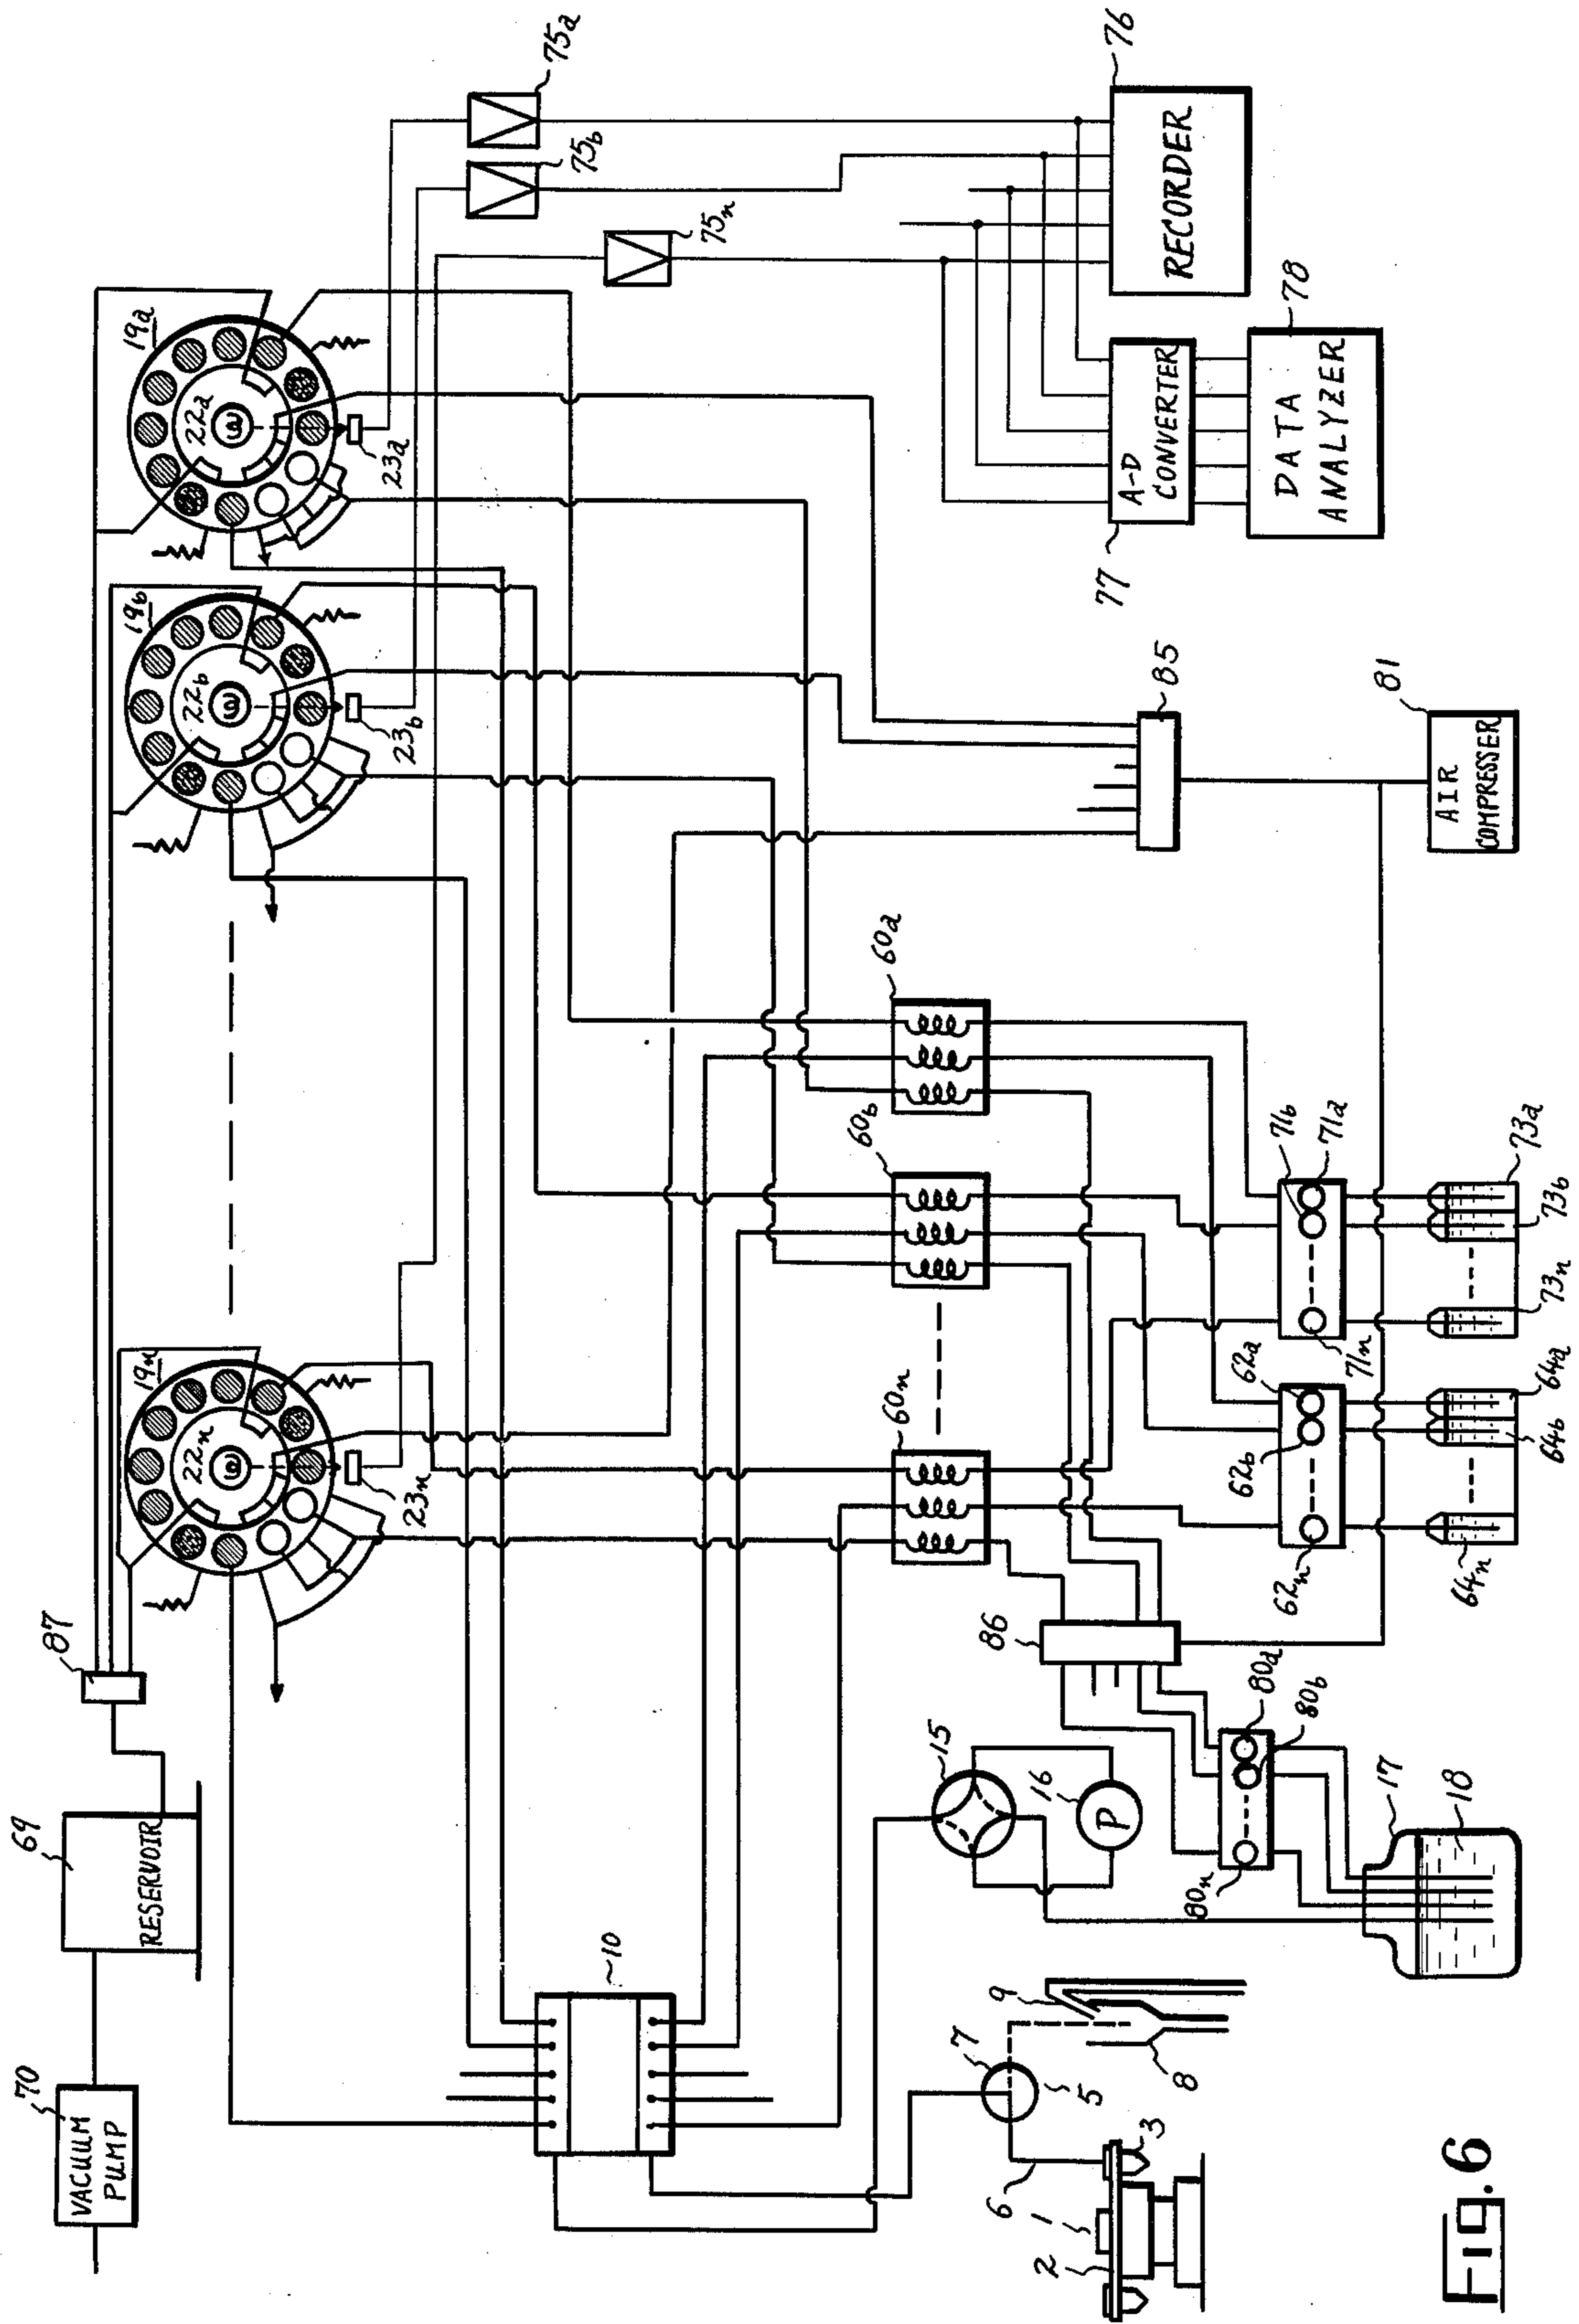 VACUUM
PUMP
70
RESERVOIR
69
87
19n
22n
23n
19b
22b
23b
19a
22a
23a
75a
75b
75n
10
60n
60b
60a
RECORDER
76
A-D
CONVERTER
77
DATA
ANALYZER
78
85
AIR
COMPRESSER
81
86
15
16
P
7
5
9
8
6
3
1
2
80a
80b
80n
17
18
62a
62b
62n
64a
64b
64n
71b
71a
71n
73a
73b
73n
Fig. 6